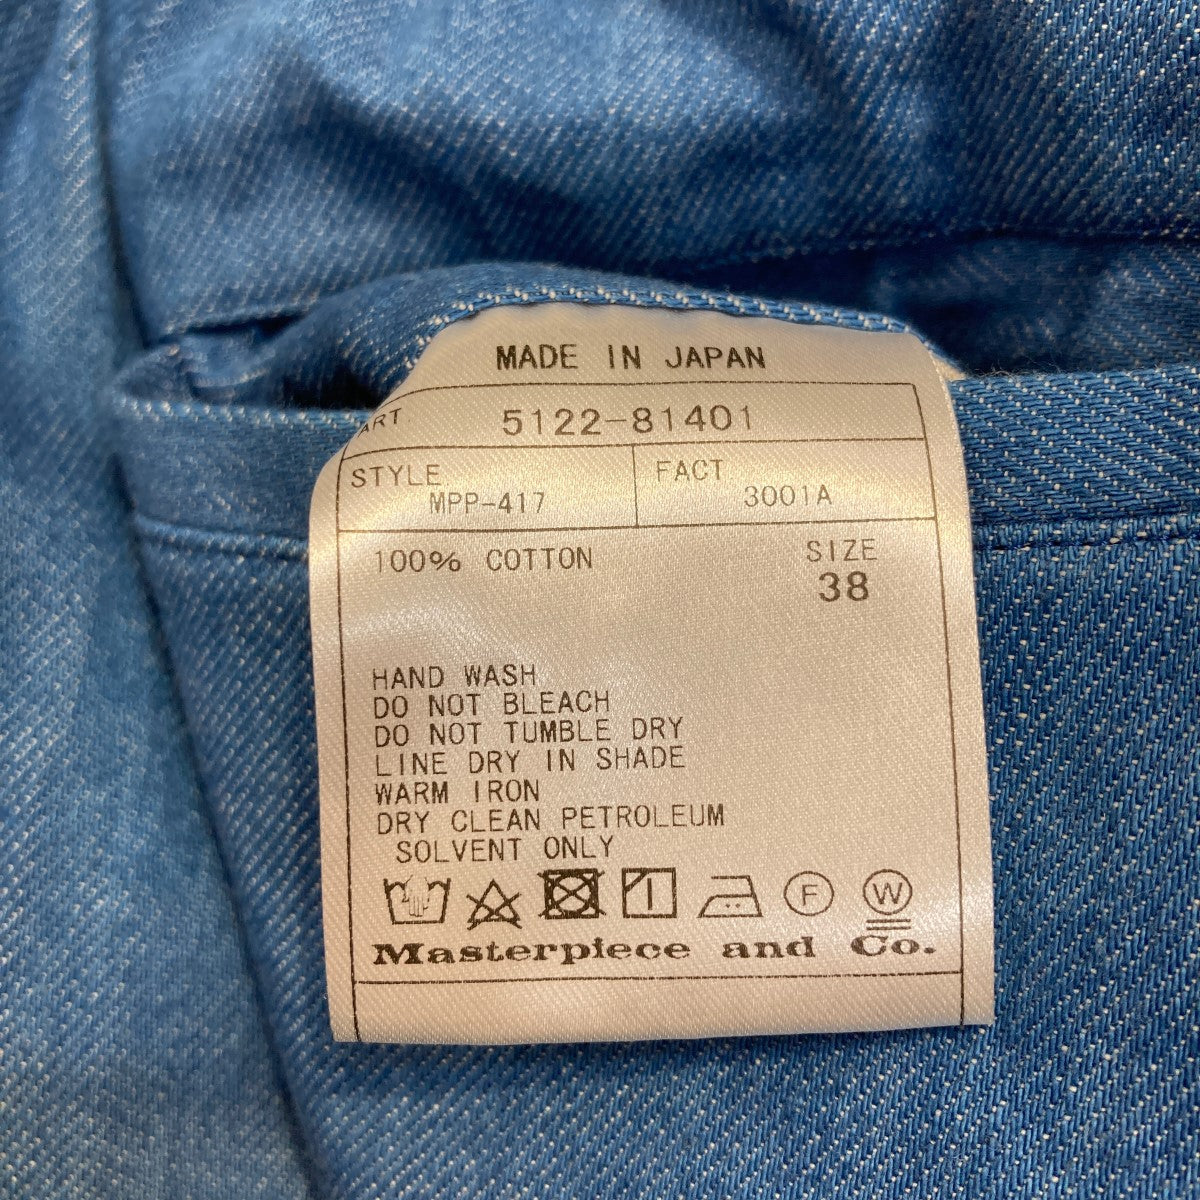 MADE IN JAPAN
ART. 5122-81401
STYLE FACT
MPP-417 3001A
100% COTTON SIZE
38
HAND WASH
DO NOT BLEACH
DO NOT TUMBLE DRY
LINE DRY IN SHADE
WARM IRON
DRY CLEAN PETROLEUM
SOLVENT ONLY
F W
Masterpiece and Co.